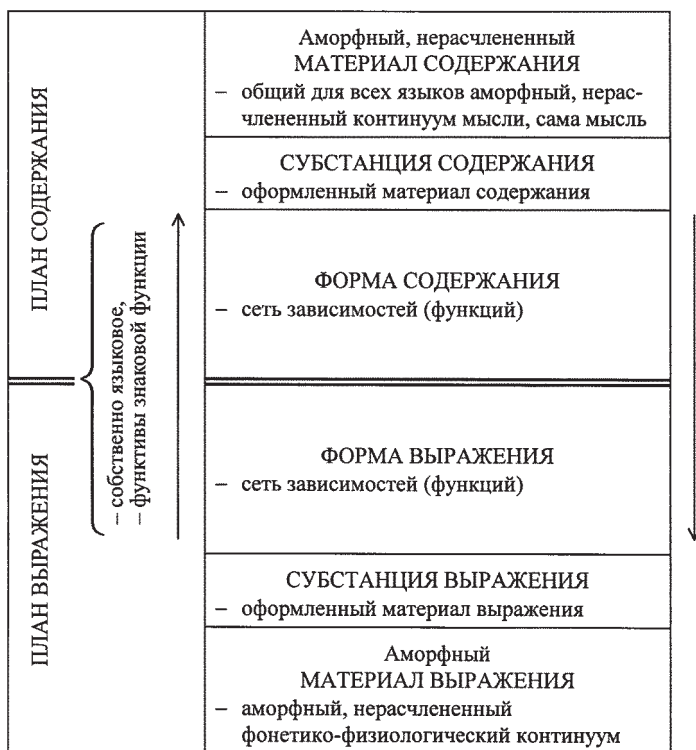 ПЛАН СОДЕРЖАНИЯ
Аморфный, нерасчлененный
МАТЕРИАЛ СОДЕРЖАНИЯ
– общий для всех языков аморфный, нерас-
члененный континуум мысли, сама мысль
СУБСТАНЦИЯ СОДЕРЖАНИЯ
– оформленный материал содержания
ФОРМА СОДЕРЖАНИЯ
– сеть зависимостей (функций)
– собственно языковое,
– функтивы знаковой функции
ПЛАН ВЫРАЖЕНИЯ
ФОРМА ВЫРАЖЕНИЯ
– сеть зависимостей (функций)
СУБСТАНЦИЯ ВЫРАЖЕНИЯ
– оформленный материал выражения
Аморфный
МАТЕРИАЛ ВЫРАЖЕНИЯ
– аморфный, нерасчлененный
фонетико-физиологический континуум